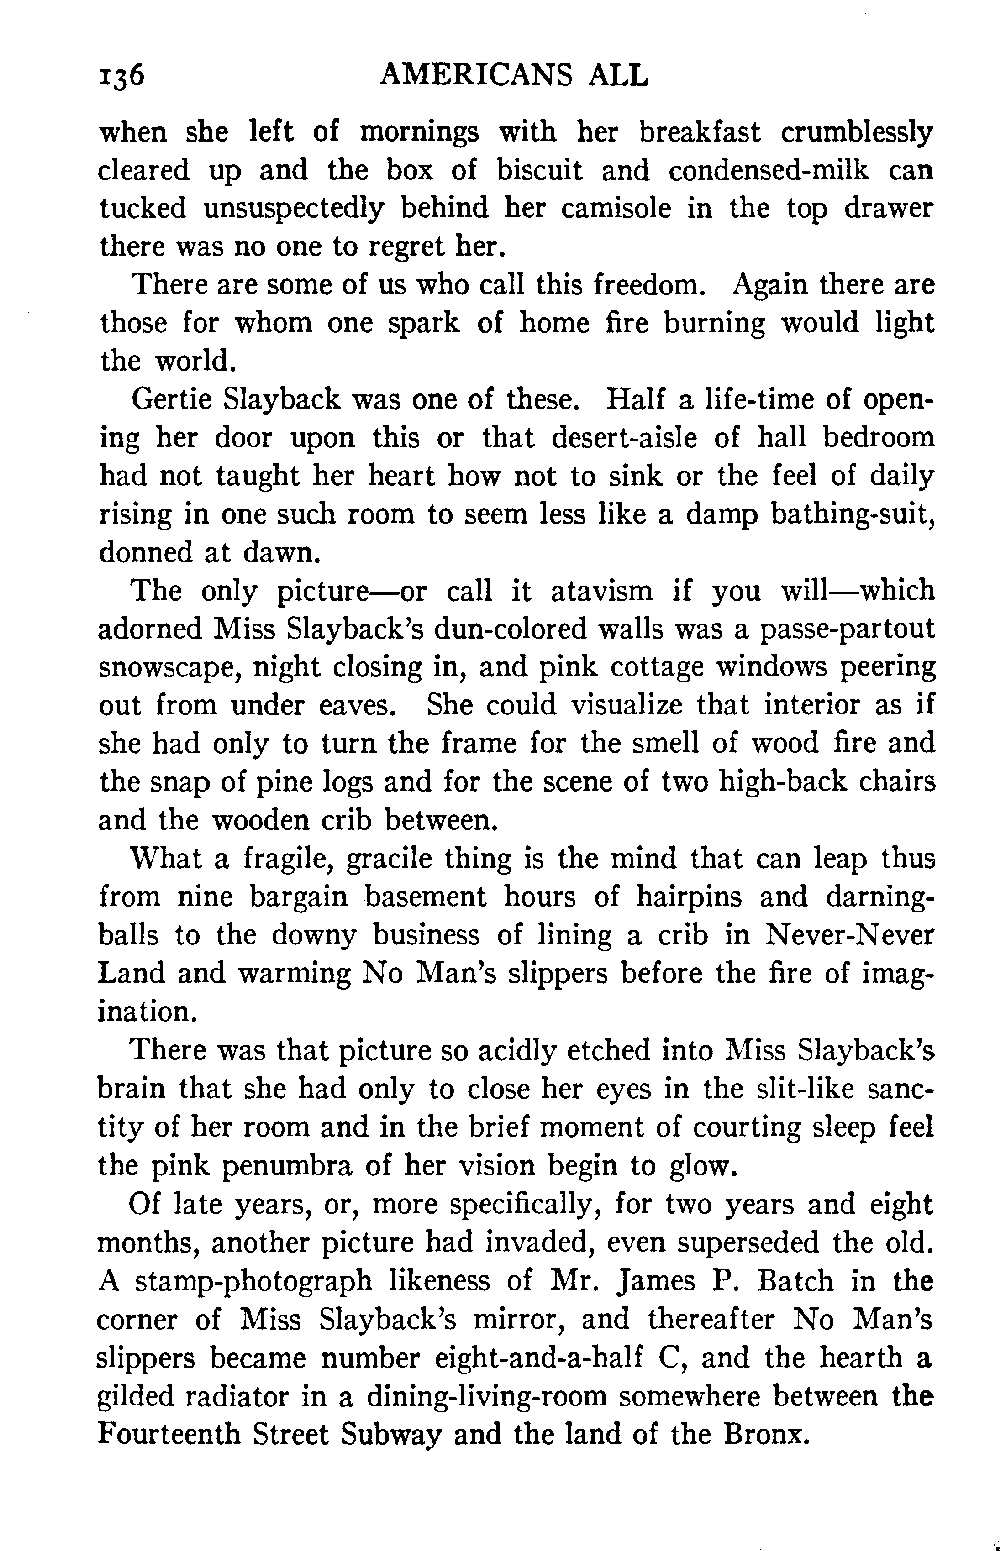 136 AMERICANS ALL
when she left of mornings with her breakfast crumblessly
cleared up and the box of biscuit and condensed-milk can
tucked unsuspectedly behind her camisole in the top drawer
there was no one to regret her.
There are some of us who call this freedom. Again there are
those for whom one spark of home fire burning would light
the world.
Gertie Slayback was one of these. Half a life-time of open-
ing her door upon this or that desert-aisle of hall bedroom
had not taught her heart how not to sink or the feel of daily
rising in one such room to seem less like a damp bathing-suit,
donned at dawn.
The only picture—or call it atavism if you will—which
adorned Miss Slayback's dun-colored walls was a passe-partout
snowscape, night closing in, and pink cottage windows peering
out from under eaves. She could visualize that interior as if
she had only to turn the frame for the smell of wood fire and
the snap of pine logs and for the scene of two high-back chairs
and the wooden crib between.
What a fragile, gracile thing is the mind that can leap thus
from nine bargain basement hours of hairpins and darning-
balls to the downy business of lining a crib in Never-Never
Land and warming No Man's slippers before the fire of imag-
ination.
There was that picture so acidly etched into Miss Slayback's
brain that she had only to close her eyes in the slit-like sanc-
tity of her room and in the brief moment of courting sleep feel
the pink penumbra of her vision begin to glow.
Of late years, or, more specifically, for two years and eight
months, another picture had invaded, even superseded the old.
A stamp-photograph likeness of Mr. James P. Batch in the
corner of Miss Slayback's mirror, and thereafter No Man's
slippers became number eight-and-a-half C, and the hearth a
gilded radiator in a dining-living-room somewhere between the
Fourteenth Street Subway and the land of the Bronx.